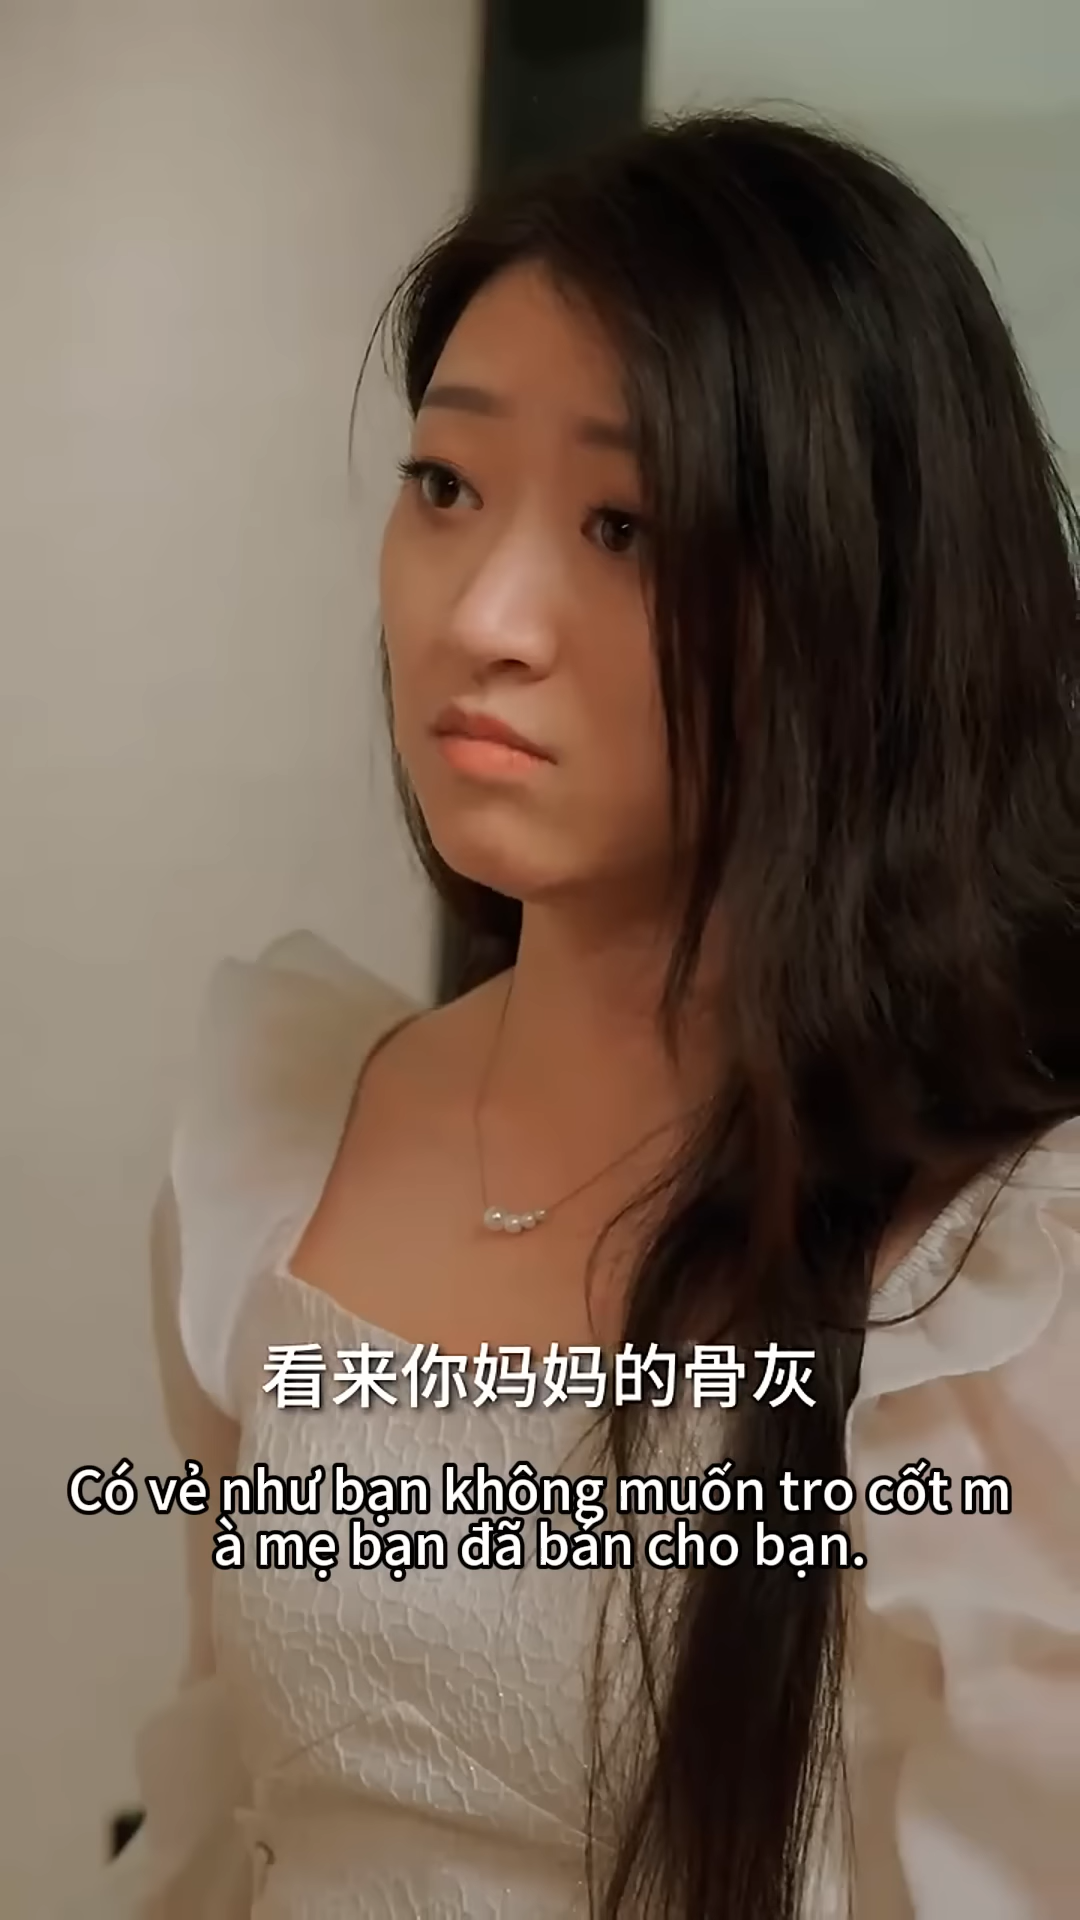 看来你妈妈的骨灰
Có vẻ như bạn không muốn tro cốt m
à mẹ bạn đã bán cho bạn.